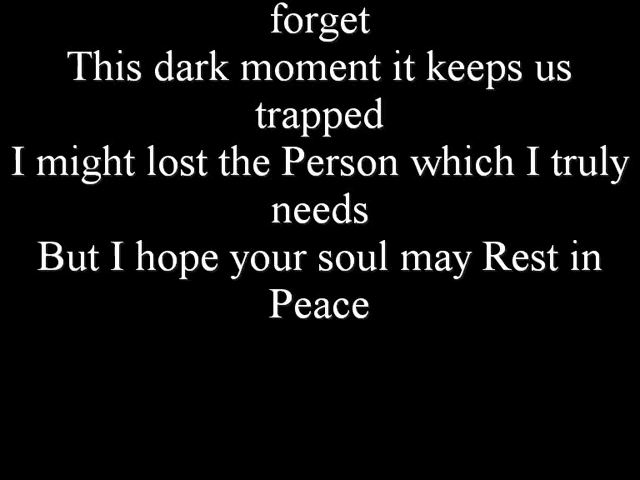 forget
This dark moment it keeps us
trapped
I might lost the Person which I truly
needs
But I hope your soul may Rest in
Peace